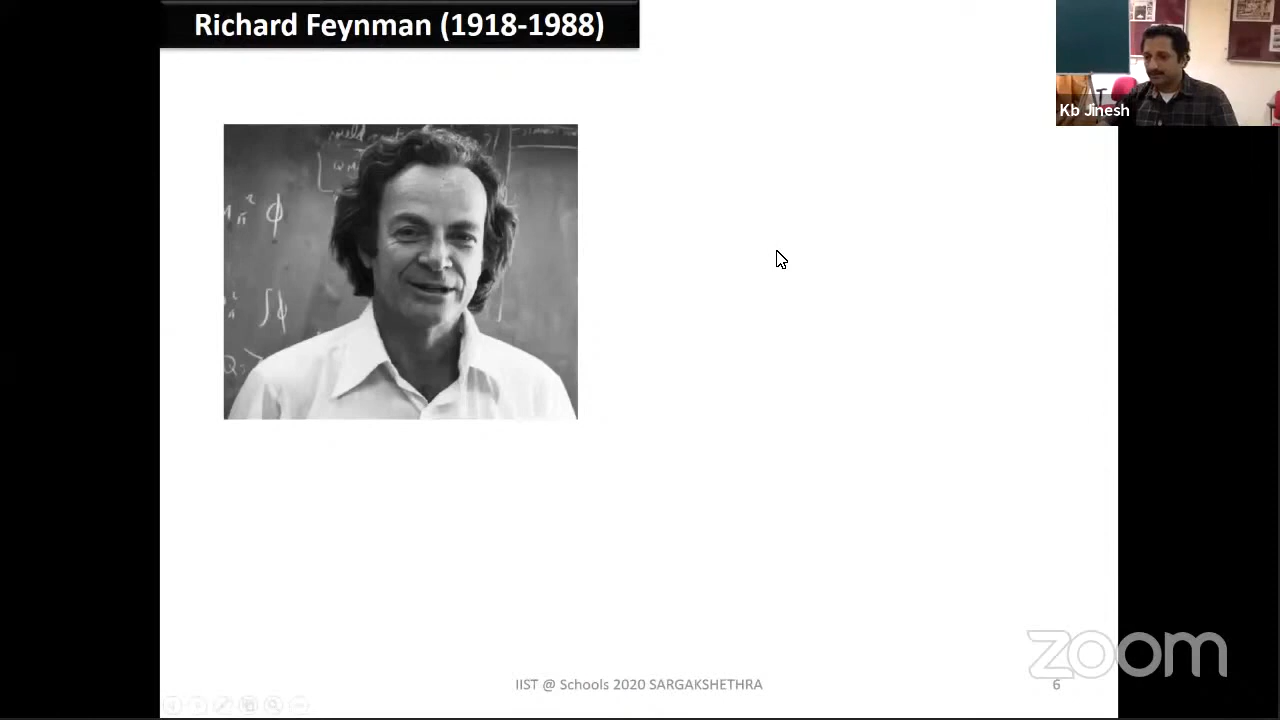 Richard Feynman (1918-1988)
Kb Jinesh
IIST @ Schools 2020 SARGAKSHETHRA
6
zoom